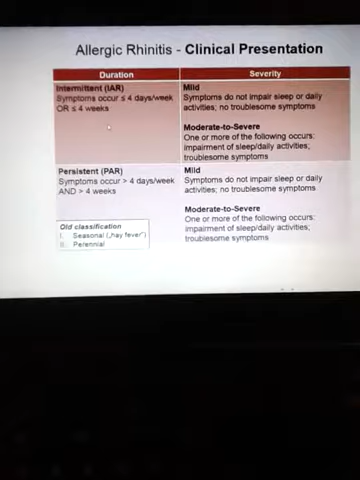 Allergic Rhinitis - Clinical Presentation
Duration
Severity
Intermittent (IAR)
Symptoms occur ≤ 4 days/week
OR ≤ 4 weeks
Mild
Symptoms do not impair sleep or daily
activities; no troublesome symptoms
Moderate-to-Severe
One or more of the following occurs:
impairment of sleep/daily activities;
troublesome symptoms
Persistent (PAR)
Symptoms occur > 4 days/week
AND > 4 weeks
Mild
Symptoms do not impair sleep or daily
activities; no troublesome symptoms
Moderate-to-Severe
One or more of the following occurs:
impairment of sleep/daily activities;
troublesome symptoms
Old classification
I. Seasonal („hay fever")
II. Perennial